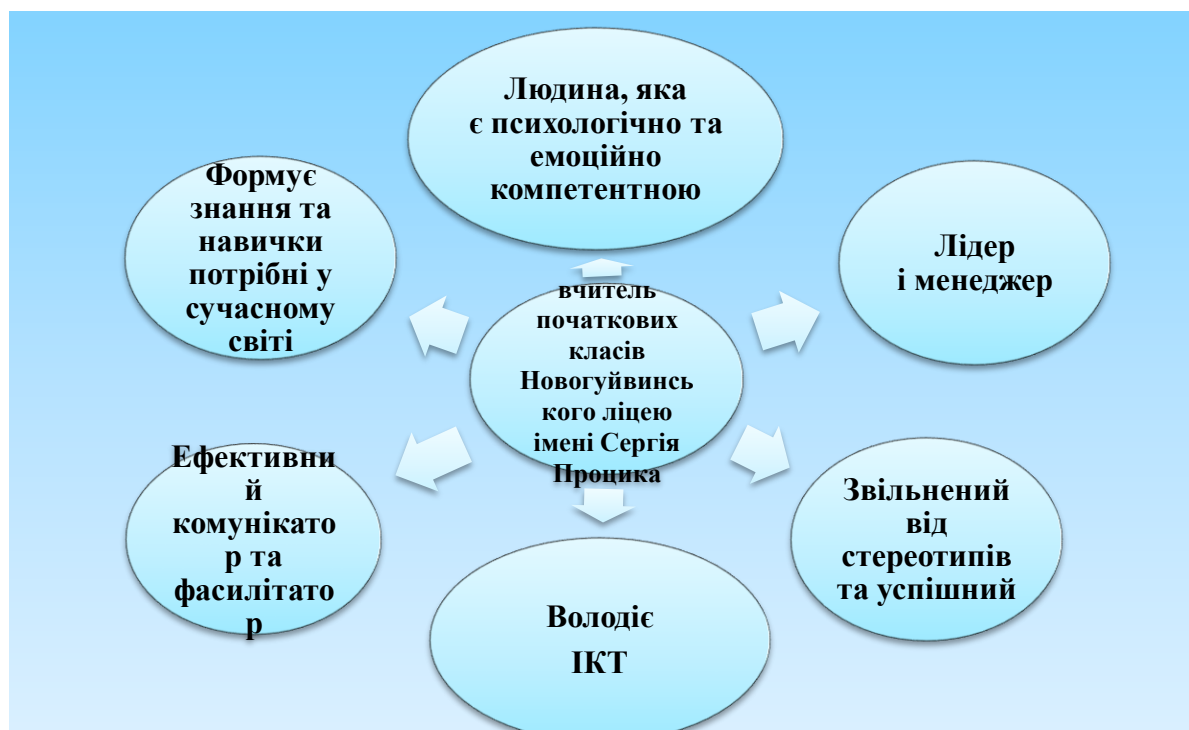 Людина, яка
є психологічно та
емоційно
компетентною
Формує
знання та
навички
потрібні у
сучасному
світі
Лідер
і менеджер
вчитель
початкових
класів
Новогуйвинсь
кого ліцею
імені Сергія
Процика
Ефективни
й
комунікато
р та
фасилітато
р
Звільнений
від
стереотипів
та успішний
Володіє
ІКТ